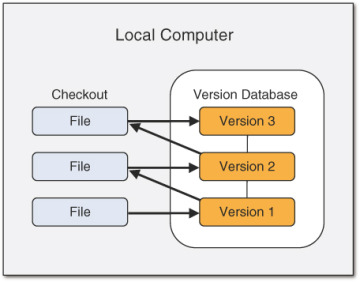 Local Computer
Checkout
Version Database
File
Version 3
File
Version 2
File
Version 1